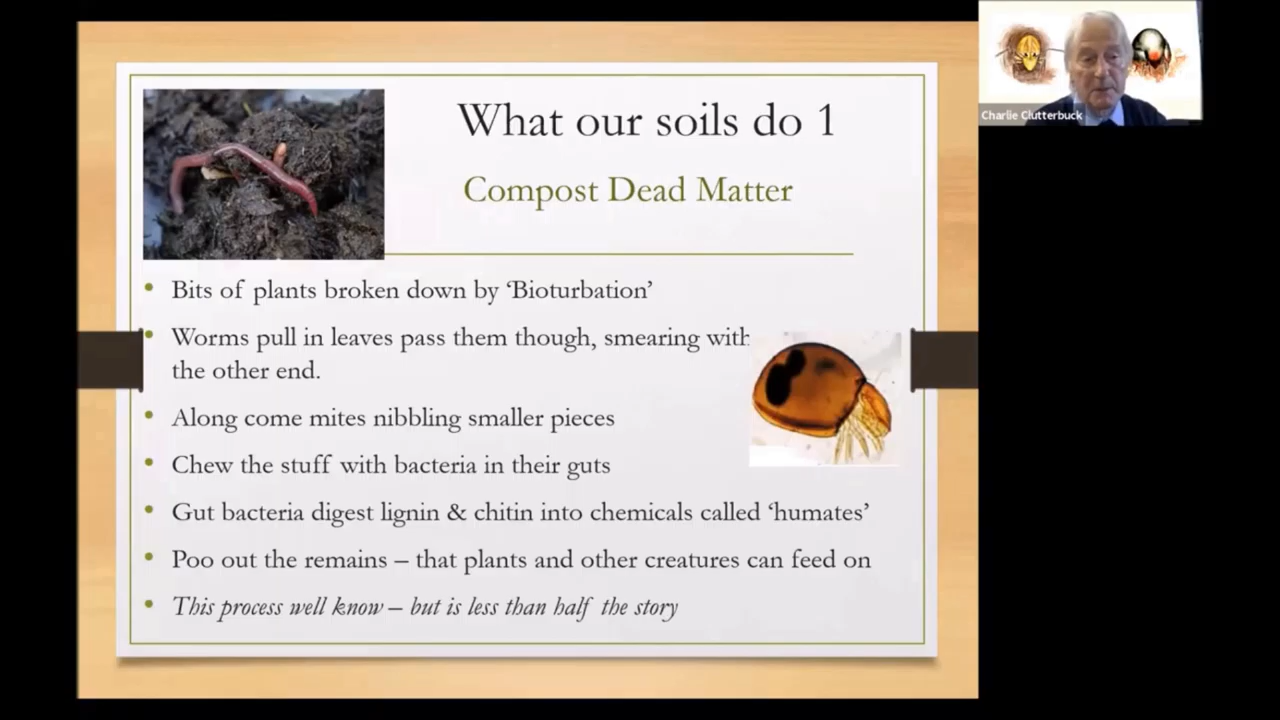 What our soils do 1
Compost Dead Matter
• Bits of plants broken down by ‘Bioturbation’
• Worms pull in leaves pass them though, smearing with
the other end.
• Along come mites nibbling smaller pieces
• Chew the stuff with bacteria in their guts
• Gut bacteria digest lignin & chitin into chemicals called ‘humates’
• Poo out the remains – that plants and other creatures can feed on
• This process well know – but is less than half the story
Charlie Clutterbuck